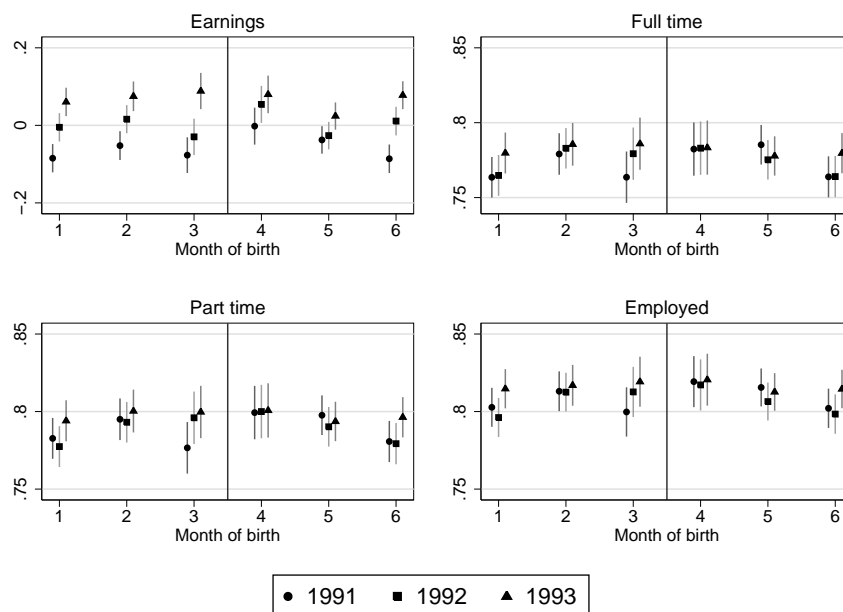 Earnings
.2
0
−.2
1 2 3 4 5 6
Month of birth
Full time
.85
.8
.75
1 2 3 4 5 6
Month of birth
Part time
.85
.8
.75
1 2 3 4 5 6
Month of birth
Employed
.85
.8
.75
1 2 3 4 5 6
Month of birth
1991 1992 1993